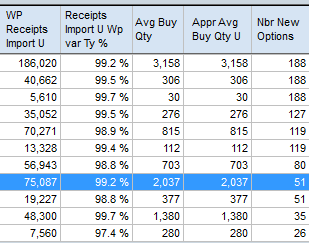 WP Receipts Import U | Receipts Import U Wp var Ty % | Avg Buy Qty | Appr Avg Buy Qty U | Nbr New Options
186,020 99.2 % 3,158 3,158 188
40,662 99.5 % 306 306 188
5,610 99.7 % 30 30 188
35,052 99.5 % 276 276 127
70,271 98.9 % 815 815 119
13,328 99.4 % 112 112 119
56,943 98.8 % 703 703 80
75,087 99.2 % 2,037 2,037 51
19,227 98.8 % 377 377 51
48,300 99.7 % 1,380 1,380 35
7,560 97.4 % 280 280 26